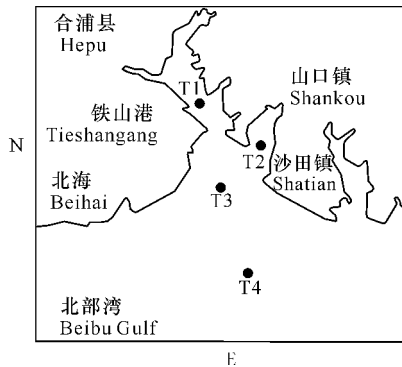 合浦县
Hepu
T1
山口镇
Shankou
铁山港
Tieshangang
N
T2
沙田镇
Shatian
北海
Beihai
T3
T4
北部湾
Beibu Gulf
E